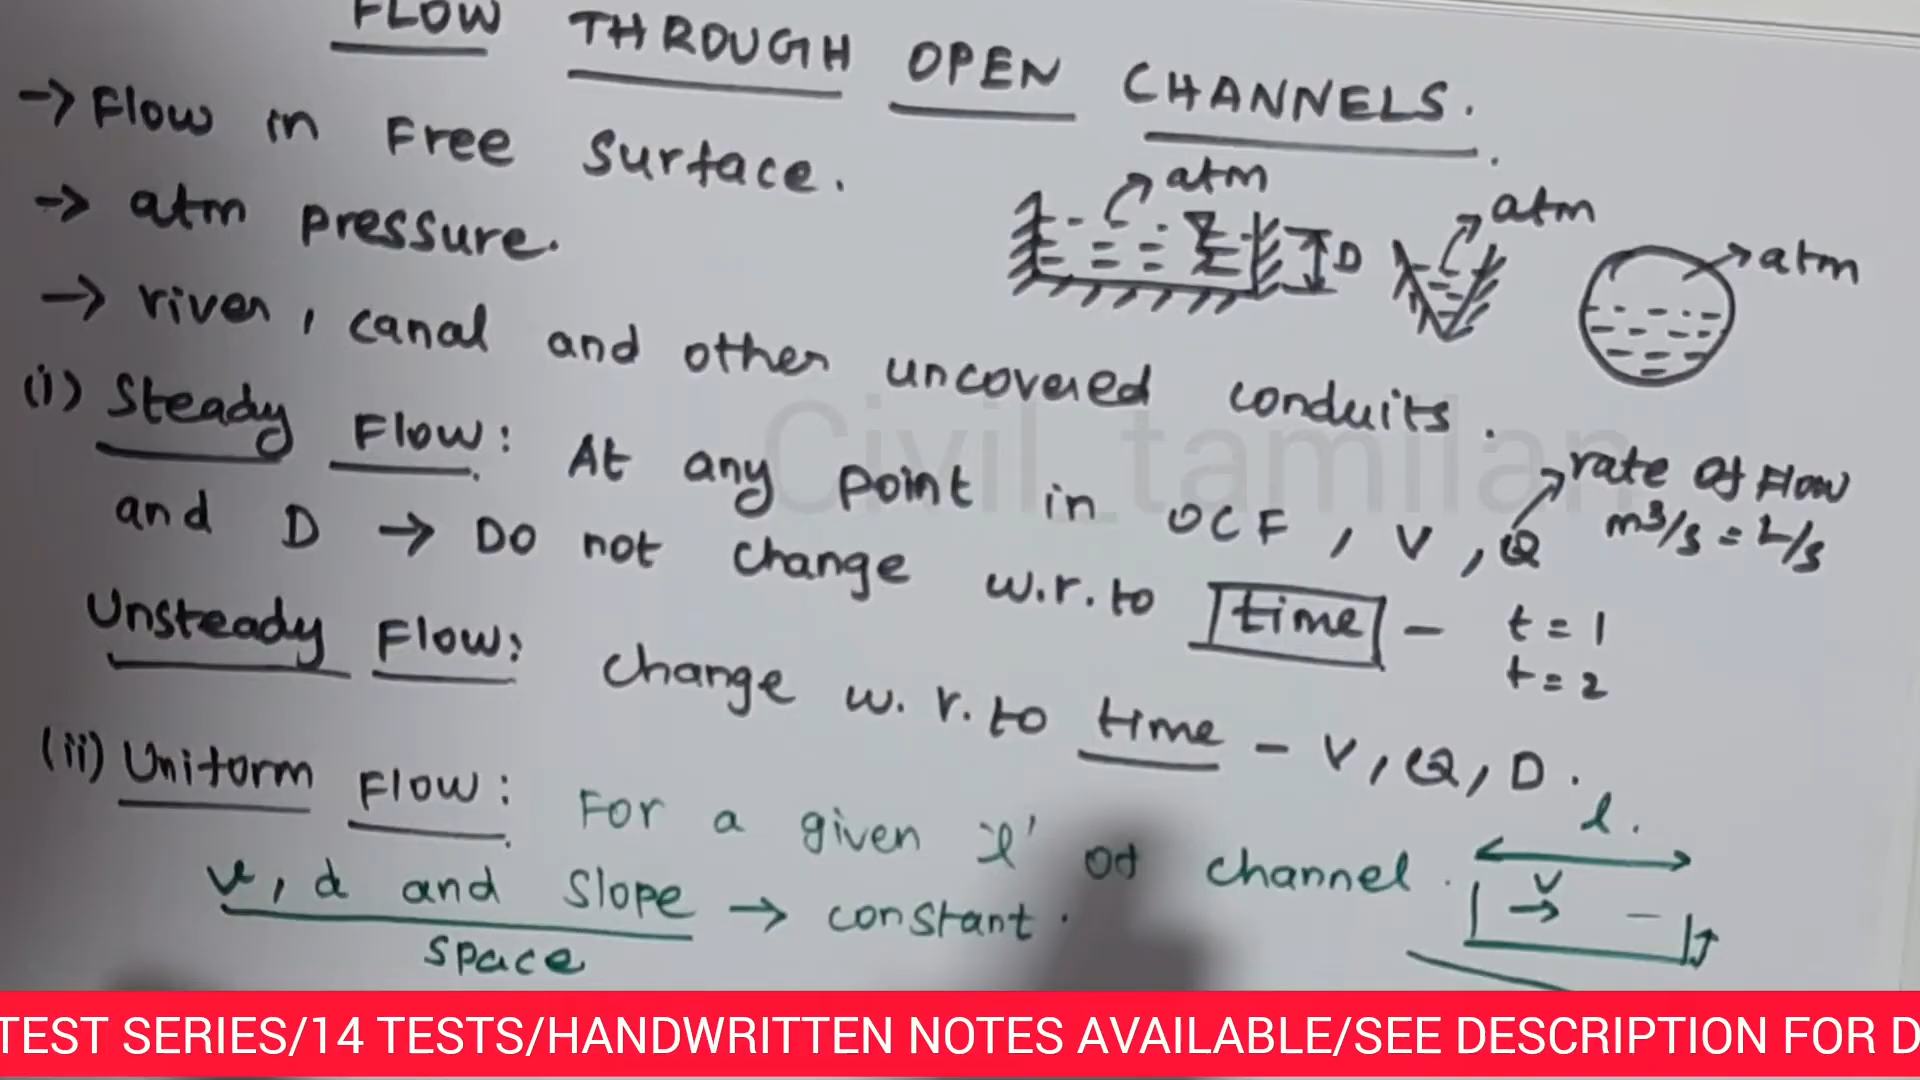 FLOW THROUGH OPEN CHANNELS.
→ Flow in Free Surface.
→ atm pressure.
atm
D
atm
atm
→ river, canal and other uncovered conduits.
(i) Steady Flow: At any point in OCF, V, Q
rate of Flow
m³/s = L/s
and D → Do not change w.r.to time - t = 1
t = 2
Unsteady Flow: change w.r.to time - V, Q, D.
(ii) Uniform Flow: For a given 'l' of channel.
l.
V
v, d and Slope → constant.
space
Civil_tamilan
TEST SERIES/14 TESTS/HANDWRITTEN NOTES AVAILABLE/SEE DESCRIPTION FOR D